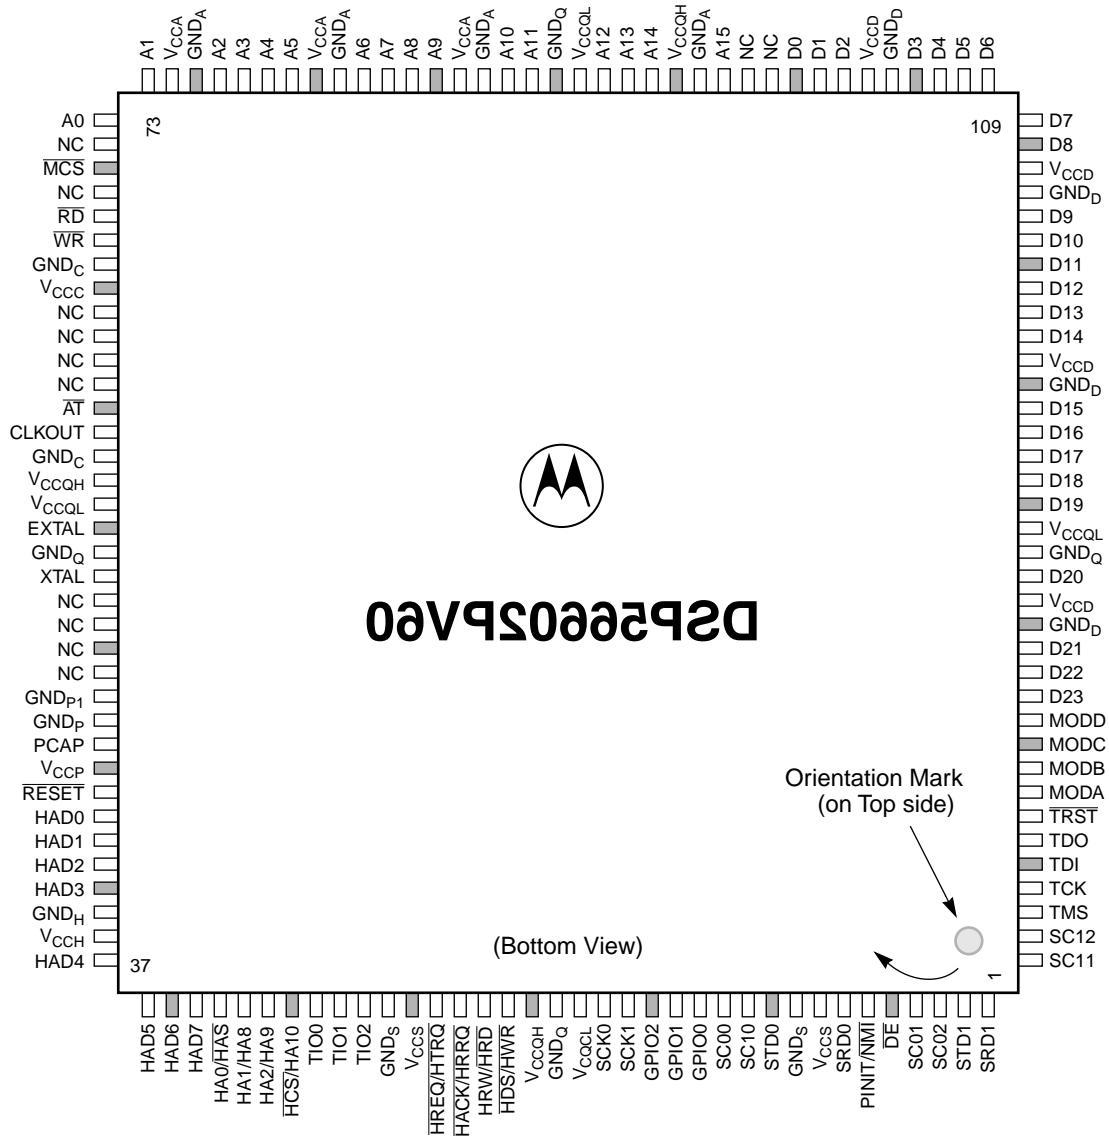 A1
VCCA
GNDA
A2
A3
A4
A5
VCCA
GNDA
A6
A7
A8
A9
VCCA
GNDA
A10
A11
GNDQ
VCCQL
A12
A13
A14
VCCQH
GNDA
A15
NC
NC
D0
D1
D2
VCCD
GNDD
D3
D4
D5
D6
73
109
A0
NC
MCS
NC
RD
WR
GNDC
VCCC
NC
NC
NC
NC
AT
CLKOUT
GNDC
VCCQH
VCCQL
EXTAL
GNDQ
XTAL
NC
NC
NC
NC
GNDP1
GNDP
PCAP
VCCP
RESET
HAD0
HAD1
HAD2
HAD3
GNDH
VCCH
HAD4
D7
D8
VCCD
GNDD
D9
D10
D11
D12
D13
D14
VCCD
GNDD
D15
D16
D17
D18
D19
VCCQL
GNDQ
D20
VCCD
GNDD
D21
D22
D23
MODD
MODC
MODB
MODA
TRST
TDO
TDI
TCK
TMS
SC12
SC11
DSP56602PV60
Orientation Mark
(on Top side)
(Bottom View)
37
1
HAD5
HAD6
HAD7
HA0/HAS
HA1/HA8
HA2/HA9
HCS/HA10
TIO0
TIO1
TIO2
GNDS
VCCS
HREQ/HTRQ
HACK/HRRQ
HRW/HRD
HDS/HWR
VCCQH
GNDQ
VCQCL
SCK0
SCK1
GPIO2
GPIO1
GPIO0
SC00
SC10
STD0
GNDS
VCCS
SRD0
PINIT/NMI
DE
SC01
SC02
STD1
SRD1